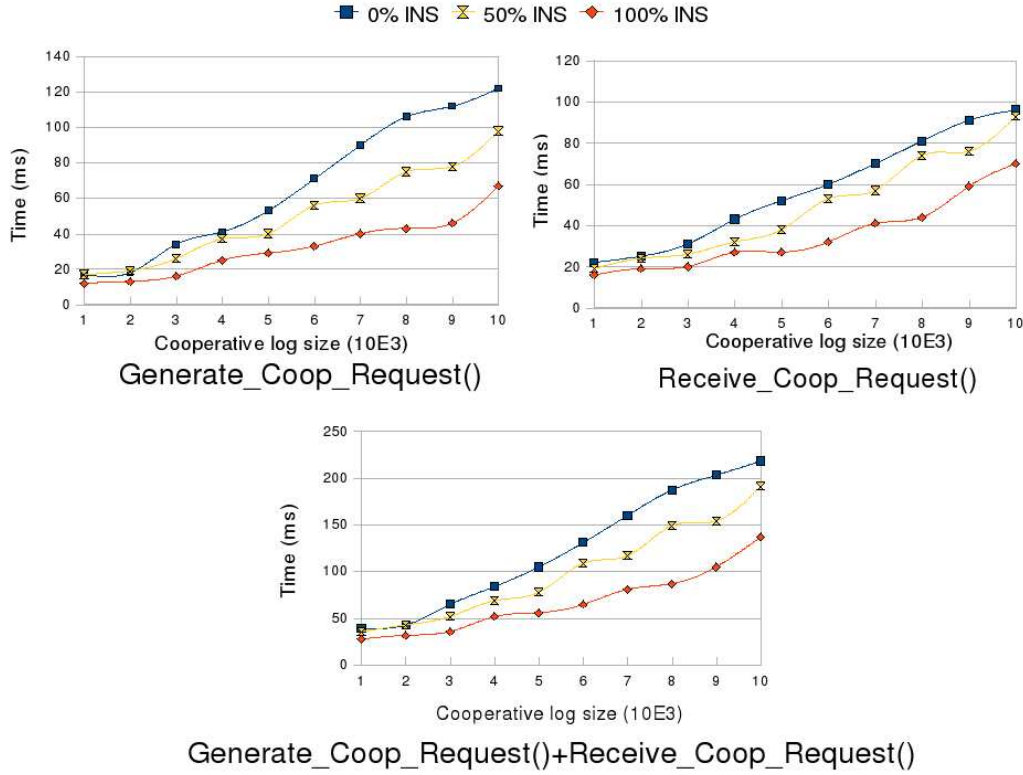 0% INS 50% INS 100% INS
140
120
100
80
60
40
20
0
Time (ms)
1 2 3 4 5 6 7 8 9 10
Cooperative log size (10E3)
Generate_Coop_Request()
120
100
80
60
40
20
0
Time (ms)
1 2 3 4 5 6 7 8 9 10
Cooperative log size (10E3)
Receive_Coop_Request()
250
200
150
100
50
0
Time (ms)
1 2 3 4 5 6 7 8 9 10
Cooperative log size (10E3)
Generate_Coop_Request()+Receive_Coop_Request()